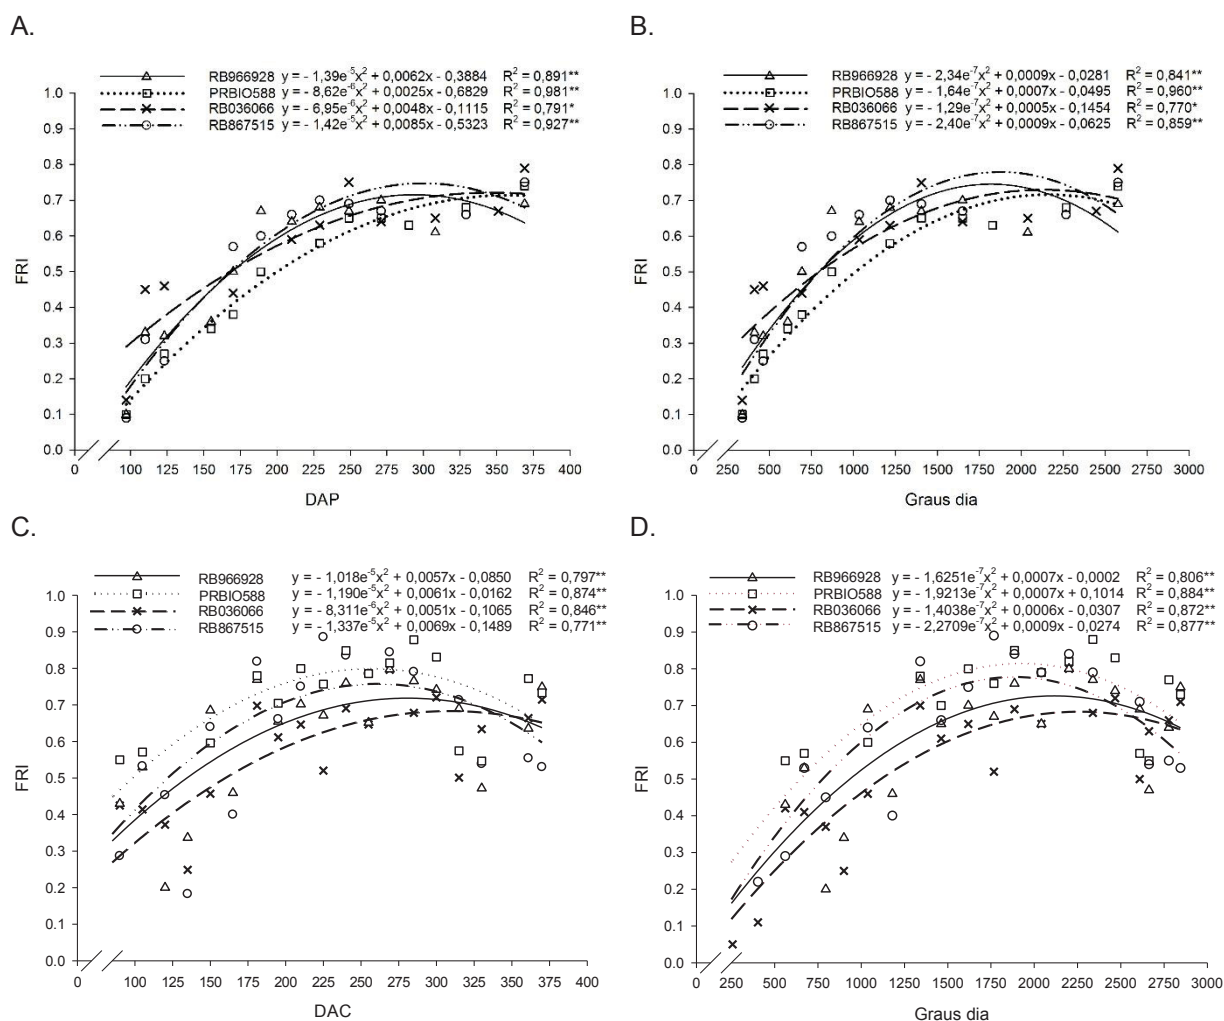 A.
RB966928 y = - 1,39e⁻⁵x² + 0,0062x - 0,3884 R² = 0,891**
PRBIO588 y = - 8,62e⁻⁶x² + 0,0025x - 0,6829 R² = 0,981**
RB036066 y = - 6,95e⁻⁶x² + 0,0048x - 0,1115 R² = 0,791*
RB867515 y = - 1,42e⁻⁵x² + 0,0085x - 0,5323 R² = 0,927**
1.0
0.9
0.8
0.7
0.6
0.5
0.4
0.3
0.2
0.1
0.0
FRI
0 100 125 150 175 200 225 250 275 300 325 350 375 400
DAP
B.
RB966928 y = - 2,34e⁻⁷x² + 0,0009x - 0,0281 R² = 0,841**
PRBIO588 y = - 1,64e⁻⁷x² + 0,0007x - 0,0495 R² = 0,960**
RB036066 y = - 1,29e⁻⁷x² + 0,0005x - 0,1454 R² = 0,770*
RB867515 y = - 2,40e⁻⁷x² + 0,0009x - 0,0625 R² = 0,859**
1.0
0.9
0.8
0.7
0.6
0.5
0.4
0.3
0.2
0.1
0.0
FRI
0 250 500 750 1000 1250 1500 1750 2000 2250 2500 2750 3000
Graus dia
C.
RB966928 y = - 1,018e⁻⁵x² + 0,0057x - 0,0850 R² = 0,797**
PRBIO588 y = - 1,190e⁻⁵x² + 0,0061x - 0,0162 R² = 0,874**
RB036066 y = - 8,311e⁻⁶x² + 0,0051x - 0,1065 R² = 0,846**
RB867515 y = - 1,337e⁻⁵x² + 0,0069x - 0,1489 R² = 0,771**
1.0
0.9
0.8
0.7
0.6
0.5
0.4
0.3
0.2
0.1
0.0
FRI
0 75 100 125 150 175 200 225 250 275 300 325 350 375 400
DAC
D.
RB966928 y = - 1,6251e⁻⁷x² + 0,0007x - 0,0002 R² = 0,806**
PRBIO588 y = - 1,9213e⁻⁷x² + 0,0007x + 0,1014 R² = 0,884**
RB036066 y = - 1,4038e⁻⁷x² + 0,0006x - 0,0307 R² = 0,872**
RB867515 y = - 2,2709e⁻⁷x² + 0,0009x - 0,0274 R² = 0,877**
1.0
0.9
0.8
0.7
0.6
0.5
0.4
0.3
0.2
0.1
0.0
FRI
0 250 500 750 1000 1250 1500 1750 2000 2250 2500 2750 3000
Graus dia